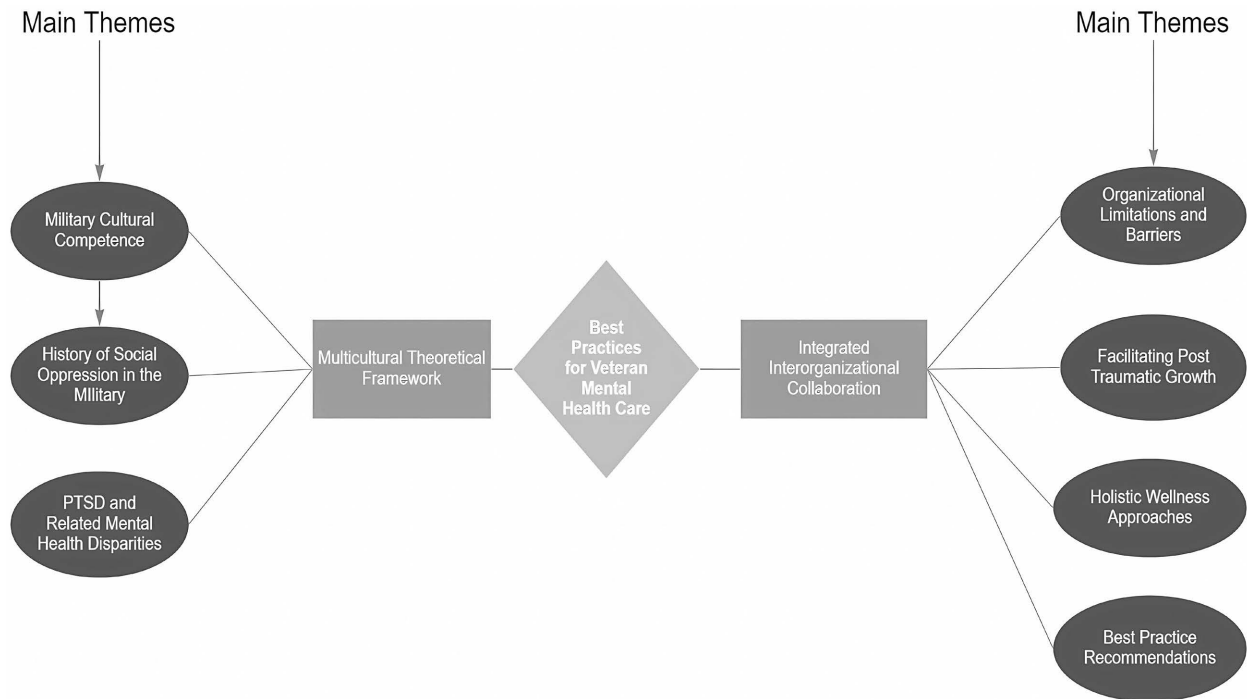 Main Themes
Military Cultural
Competence
History of Social
Oppression in the
MIlitary
PTSD and
Related Mental
Health Disparities
Multicultural Theoretical
Framework
Best
Practices
for Veteran
Mental
Health Care
Integrated
Interorganizational
Collaboration
Main Themes
Organizational
Limitations and
Barriers
Facilitating Post
Traumatic Growth
Holistic Wellness
Approaches
Best Practice
Recommendations